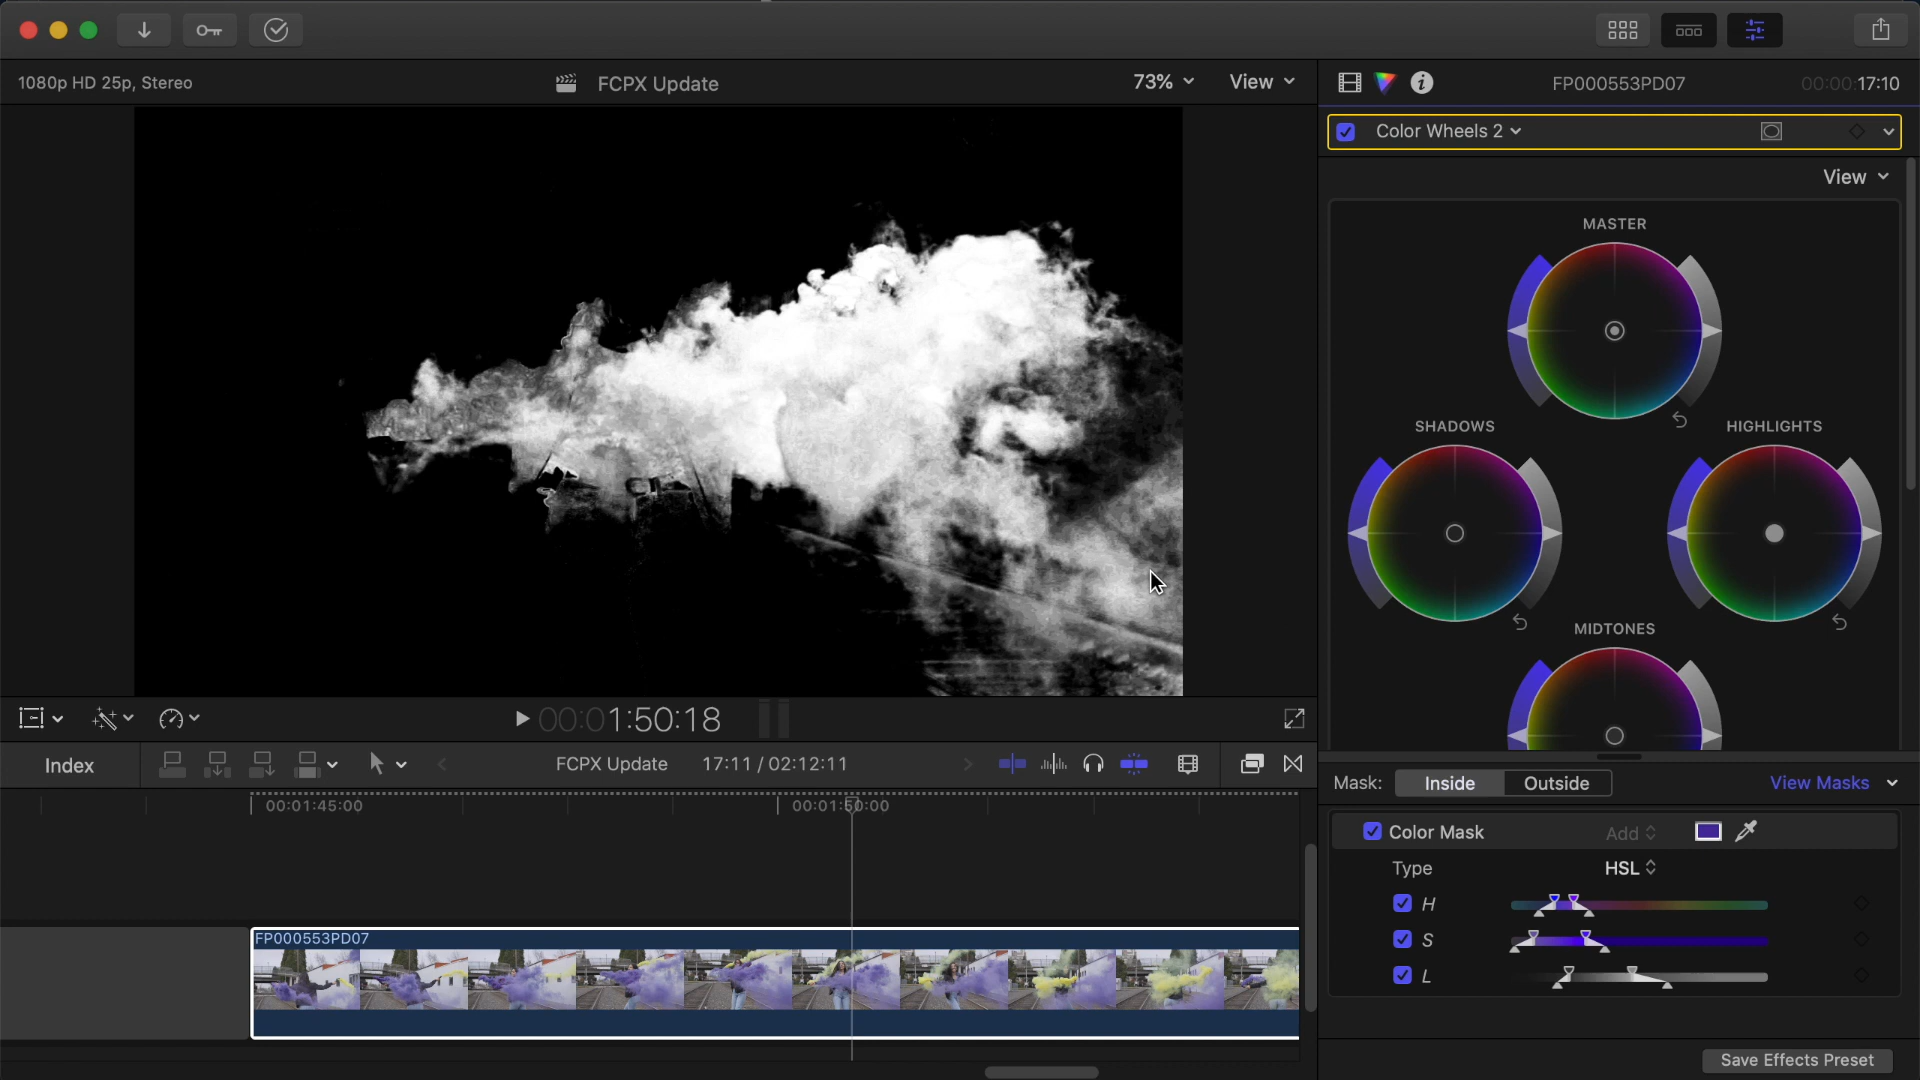 1080p HD 25p, Stereo
FCPX Update
73%
View
FP000553PD07
00:00:17:10
Color Wheels 2
View
MASTER
SHADOWS
HIGHLIGHTS
MIDTONES
00:01:50:18
Index
FCPX Update
17:11 / 02:12:11
00:01:45:00
00:01:50:00
FP000553PD07
Mask:
Inside
Outside
View Masks
Color Mask
Add
Type
HSL
H
S
L
Save Effects Preset